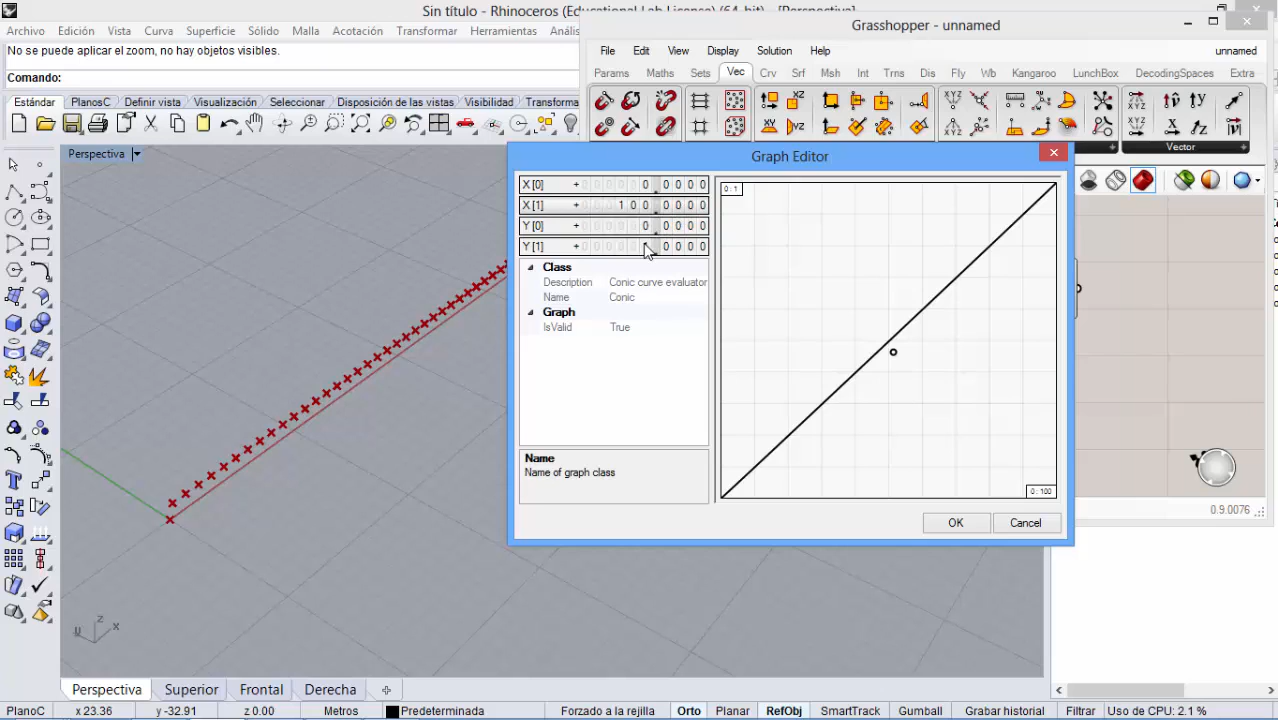 Sin título - Rhinoceros (Educational Lab License) (64-bit) - [Perspectiva]
Archivo Edición Vista Curva Superficie Sólido Malla Acotación Transformar Herramientas
No se puede aplicar el zoom, no hay objetos visibles.
Comando:
Estándar PlanosC Definir vista Visualización Seleccionar Disposición de las vistas Visibilidad
Perspectiva
Grasshopper - unnamed
File Edit View Display Solution Help unnamed
Params Maths Sets Vec Crv Srf Msh Int Trns Dis Fly Wb Kangaroo LunchBox DecodingSpaces Extra
Vector
Graph Editor
X [0] + 0 . 0 0 0 0
X [1] + 1 0 0 . 0 0 0 0
Y [0] + 0 . 0 0 0 0
Y [1] + . 0 0 0 0
Class
Description Conic curve evaluator
Name Conic
Graph
IsValid True
Name
Name of graph class
0 : 1
0 : 100
OK Cancel
0.9.0076
z
x
Perspectiva Superior Frontal Derecha
PlanoC x 23.36 y -32.91 z 0.00 Metros Predeterminada Forzado a la rejilla Orto Planar RefObj SmartTrack Gumball Grabar historial Filtrar Uso de CPU: 2.1 %